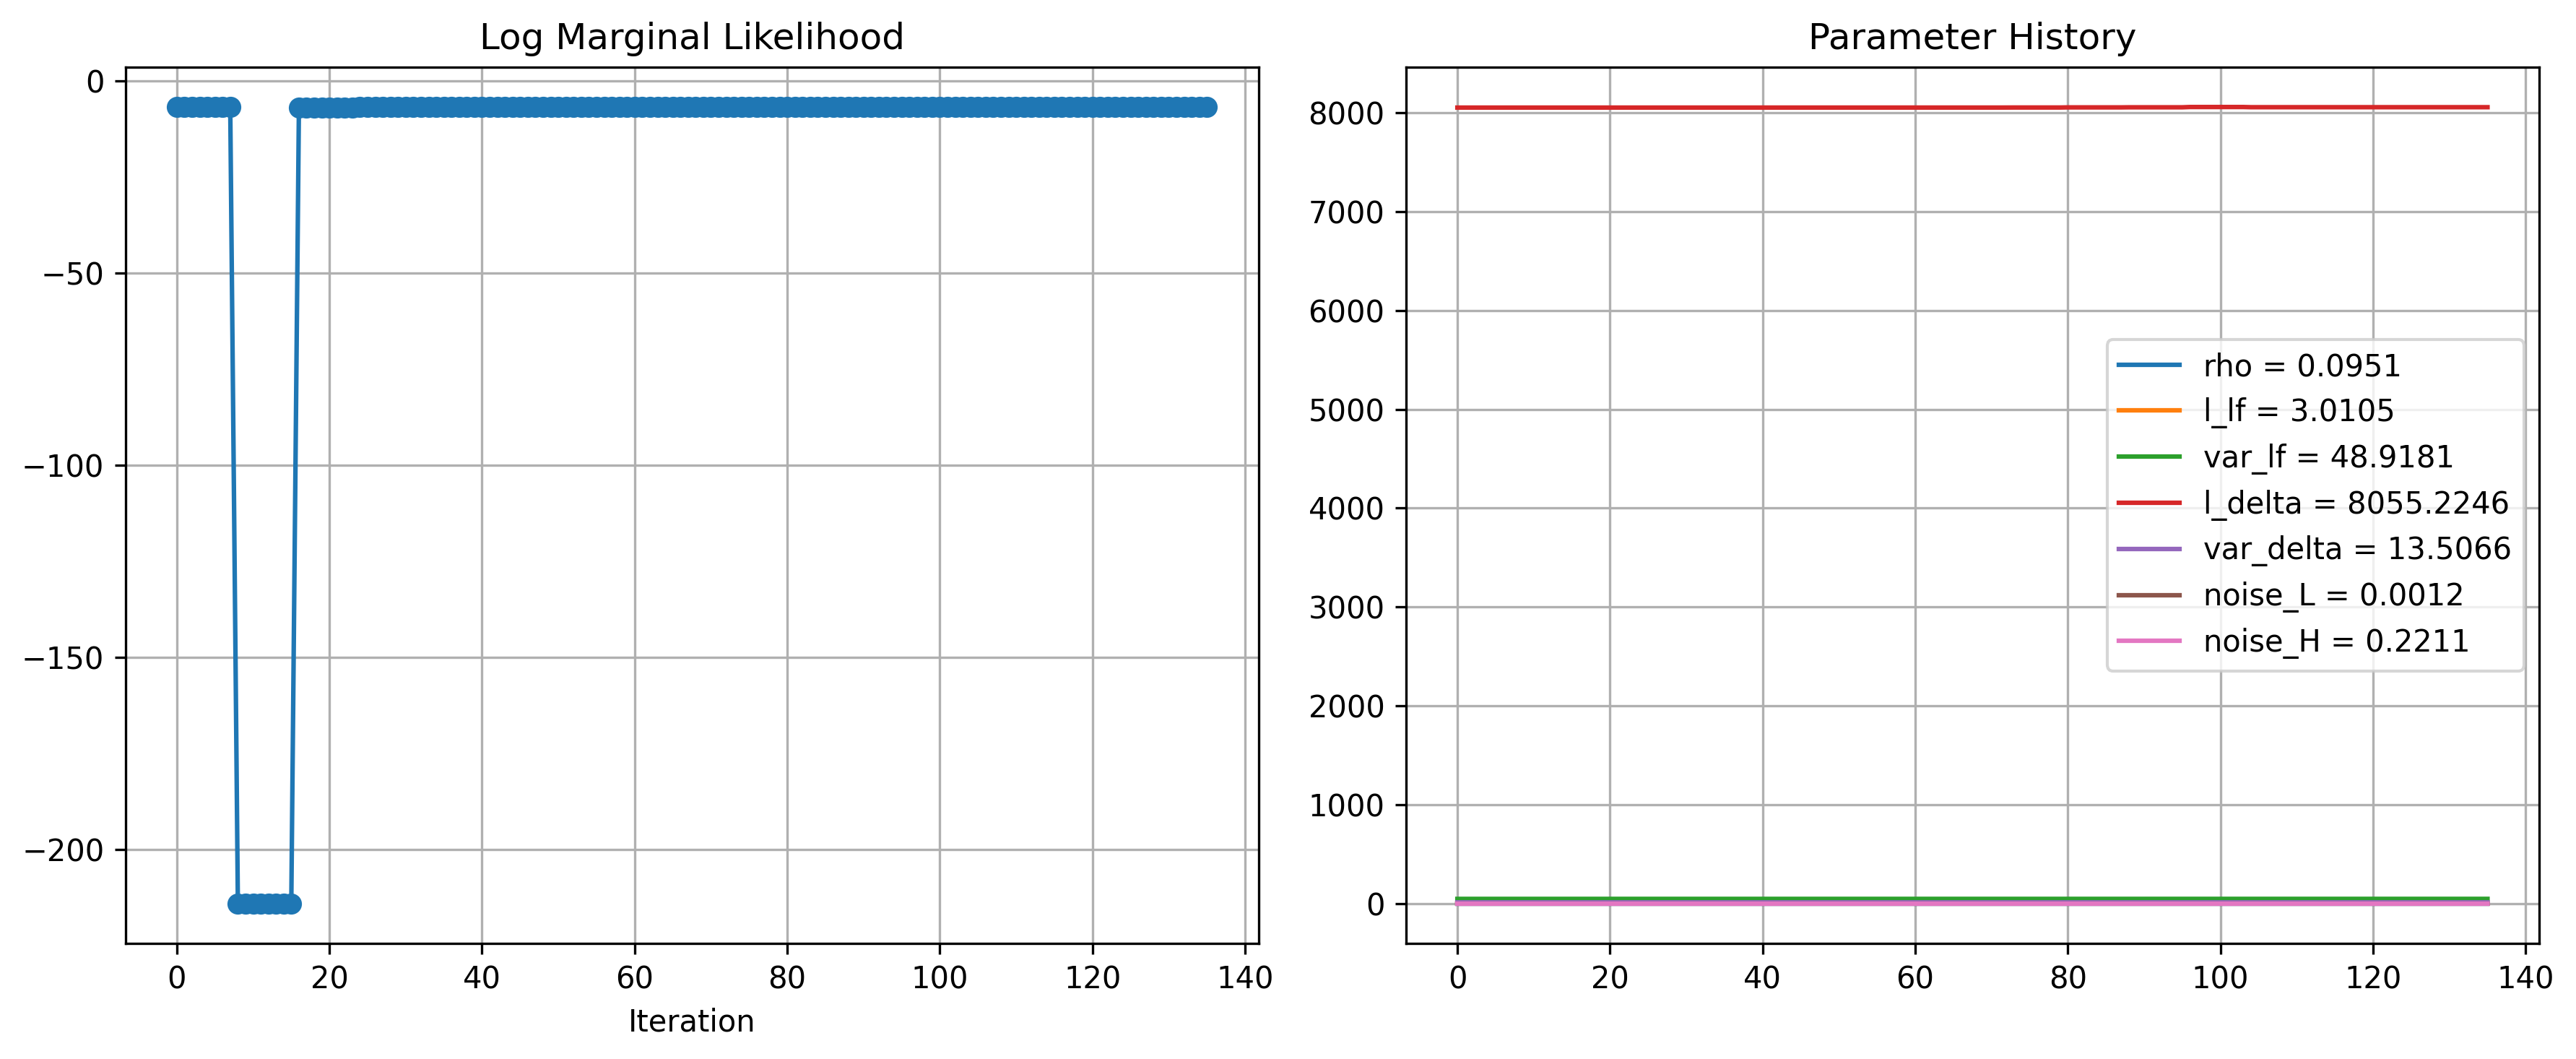 Log Marginal Likelihood
0
−50
−100
−150
−200
0 20 40 60 80 100 120 140
Iteration
Parameter History
8000
7000
6000
5000
4000
3000
2000
1000
0
rho = 0.0951
l_lf = 3.0105
var_lf = 48.9181
l_delta = 8055.2246
var_delta = 13.5066
noise_L = 0.0012
noise_H = 0.2211
0 20 40 60 80 100 120 140